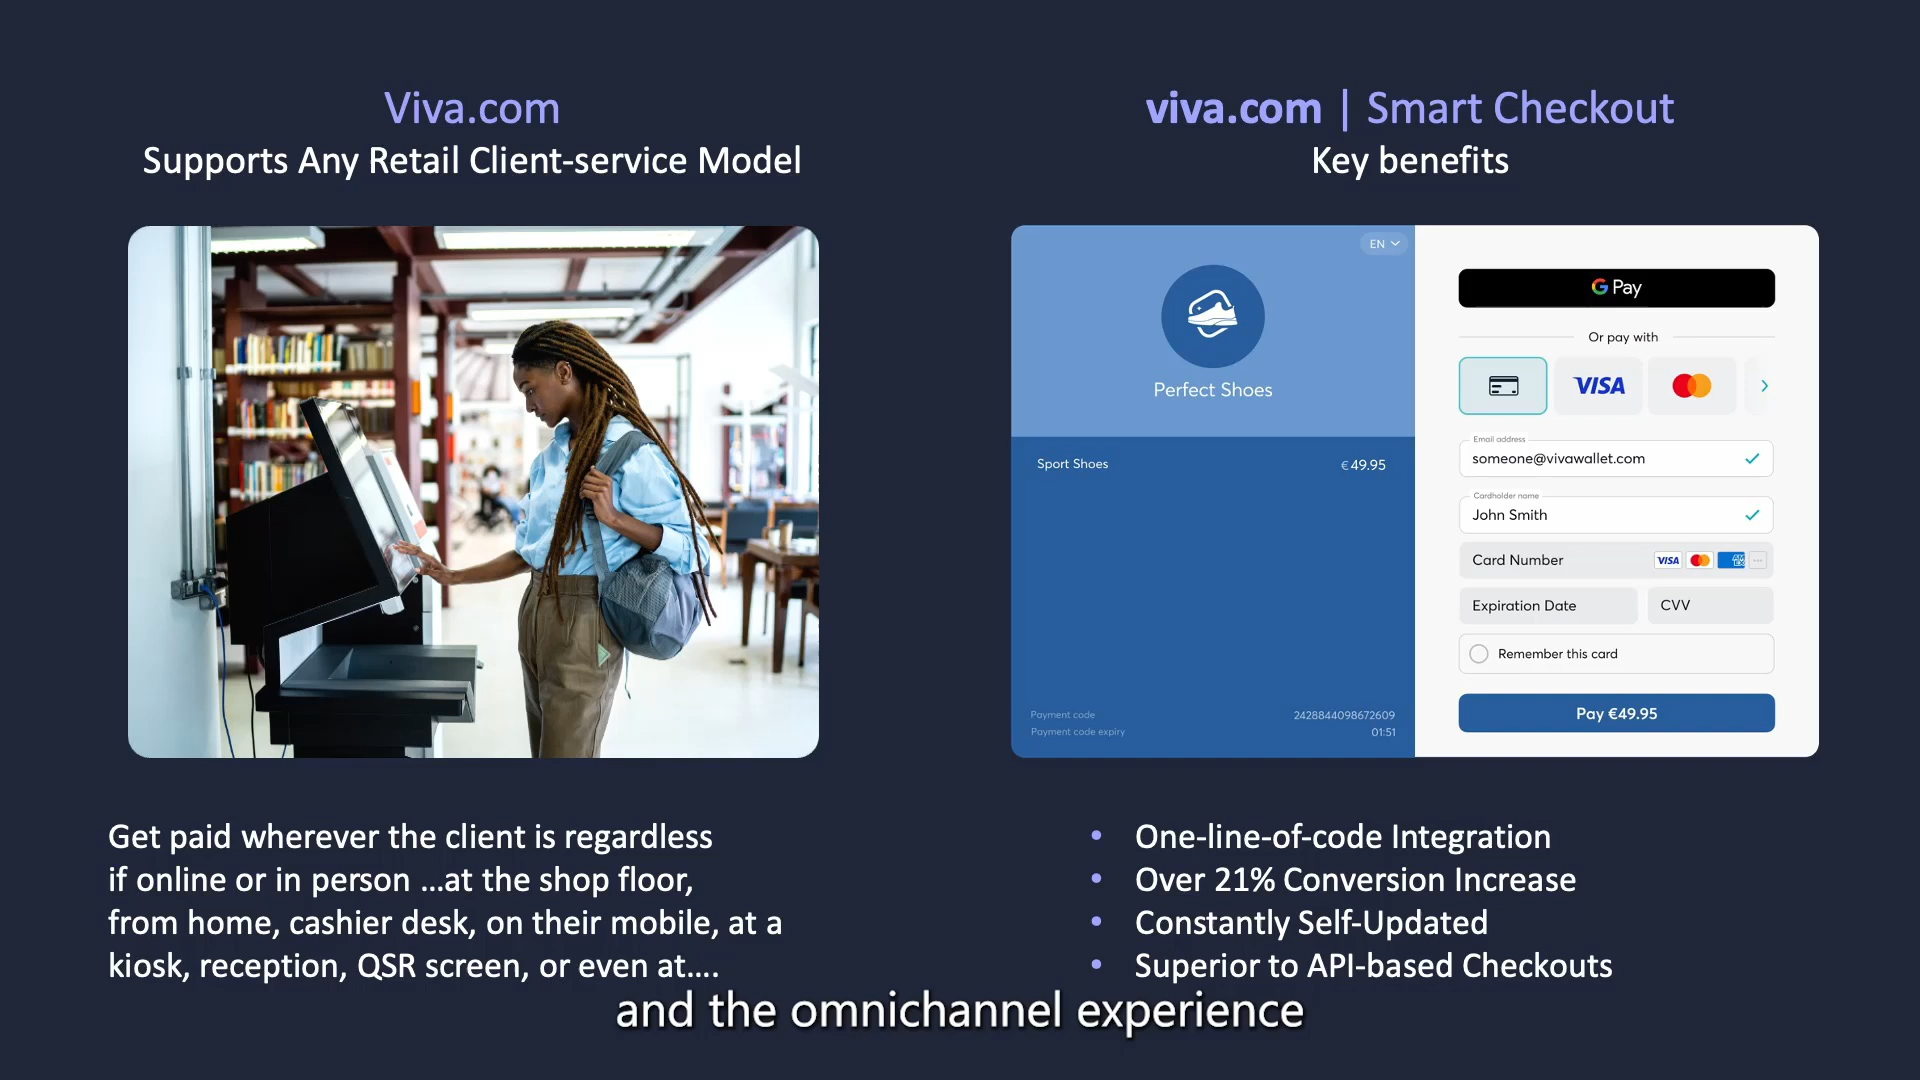 Viva.com
Supports Any Retail Client-service Model
Get paid wherever the client is regardless
if online or in person ...at the shop floor,
from home, cashier desk, on their mobile, at a
kiosk, reception, QSR screen, or even at....
viva.com | Smart Checkout
Key benefits
EN
Perfect Shoes
Sport Shoes €49.95
Payment code 2428844098672609
Payment code expiry 01:51
G Pay
Or pay with
VISA
Email address
someone@vivawallet.com
Cardholder name
John Smith
Card Number VISA AMEX
Expiration Date CVV
Remember this card
Pay €49.95
• One-line-of-code Integration
• Over 21% Conversion Increase
• Constantly Self-Updated
• Superior to API-based Checkouts
and the omnichannel experience